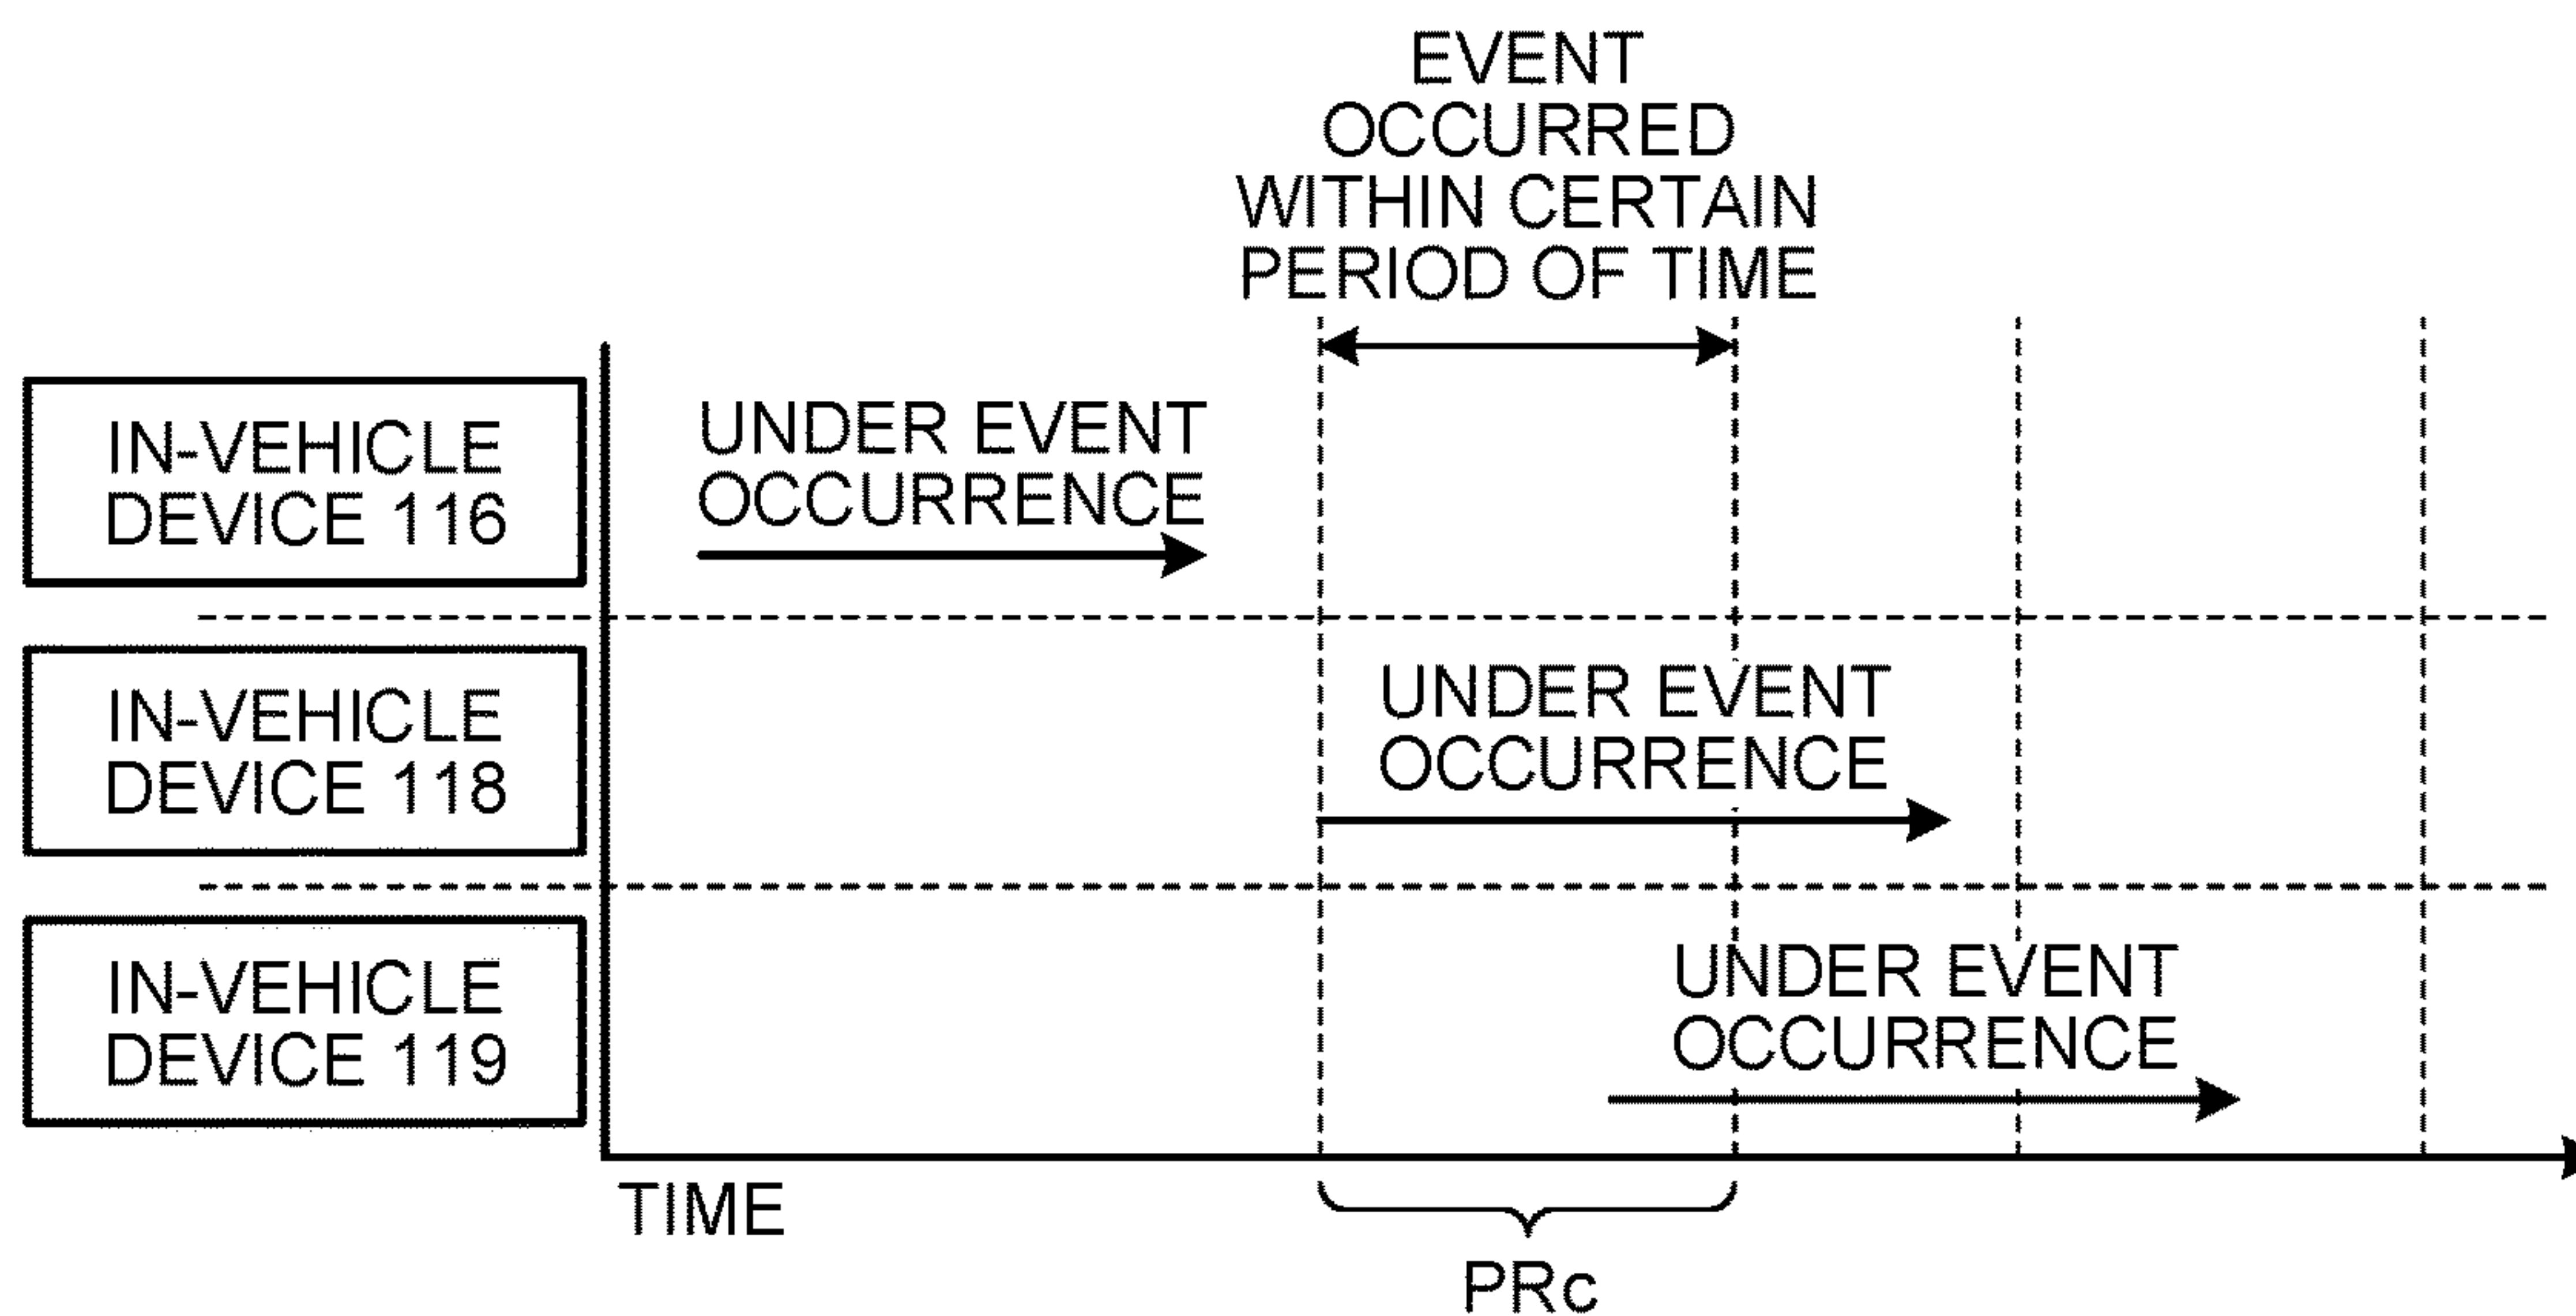 EVENT
OCCURRED
WITHIN CERTAIN
PERIOD OF TIME
IN-VEHICLE
DEVICE 116
UNDER EVENT
OCCURRENCE
IN-VEHICLE
DEVICE 118
UNDER EVENT
OCCURRENCE
IN-VEHICLE
DEVICE 119
UNDER EVENT
OCCURRENCE
TIME
PRc